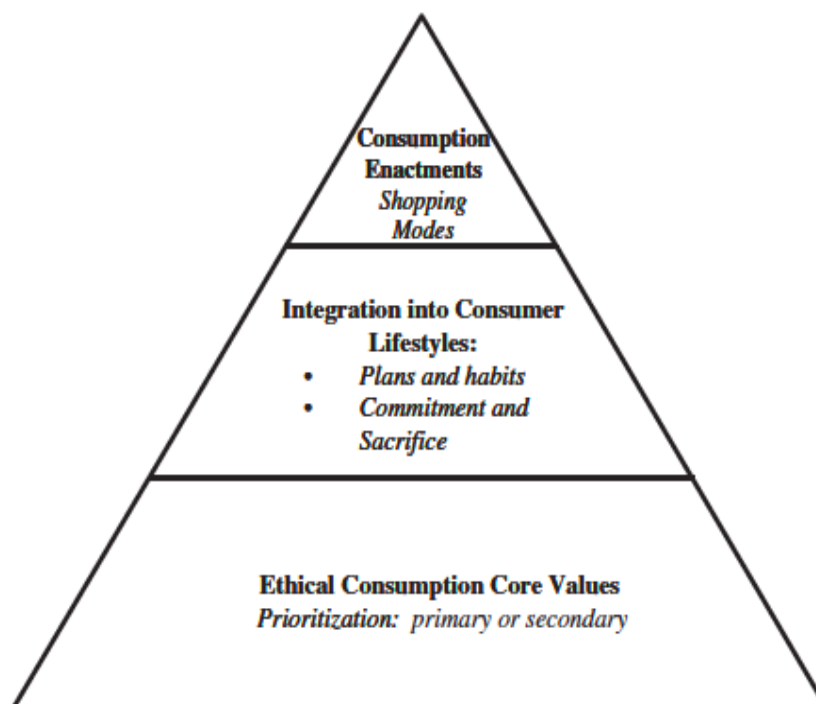 Consumption
Enactments
Shopping
Modes
Integration into Consumer
Lifestyles:
• Plans and habits
• Commitment and
Sacrifice
Ethical Consumption Core Values
Prioritization: primary or secondary